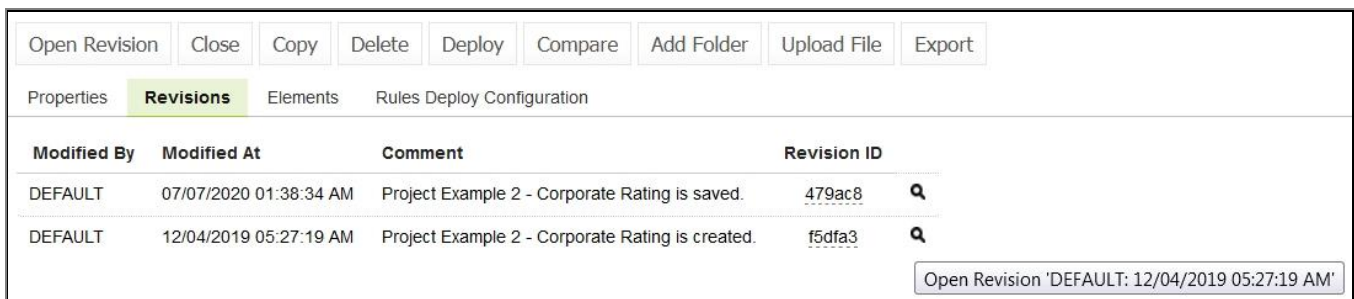 Open Revision Close Copy Delete Deploy Compare Add Folder Upload File Export
Properties Revisions Elements Rules Deploy Configuration
Modified By Modified At Comment Revision ID
DEFAULT 07/07/2020 01:38:34 AM Project Example 2 - Corporate Rating is saved. 479ac8
DEFAULT 12/04/2019 05:27:19 AM Project Example 2 - Corporate Rating is created. f5dfa3
Open Revision 'DEFAULT: 12/04/2019 05:27:19 AM'